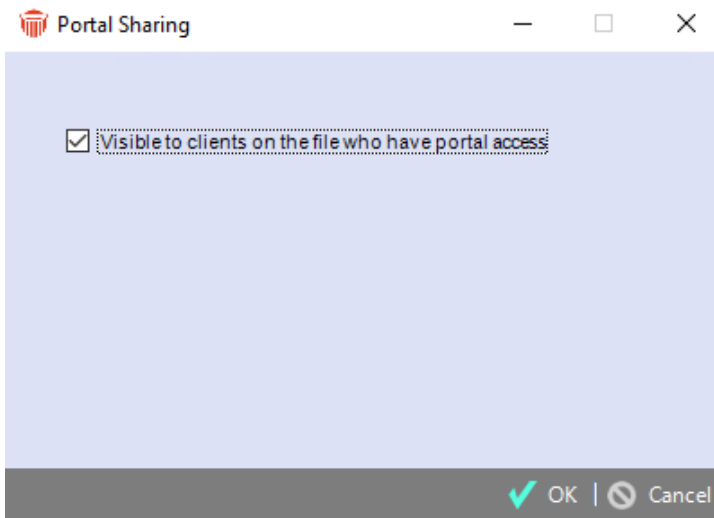 Portal Sharing
Visible to clients on the file who have portal access
OK | Cancel